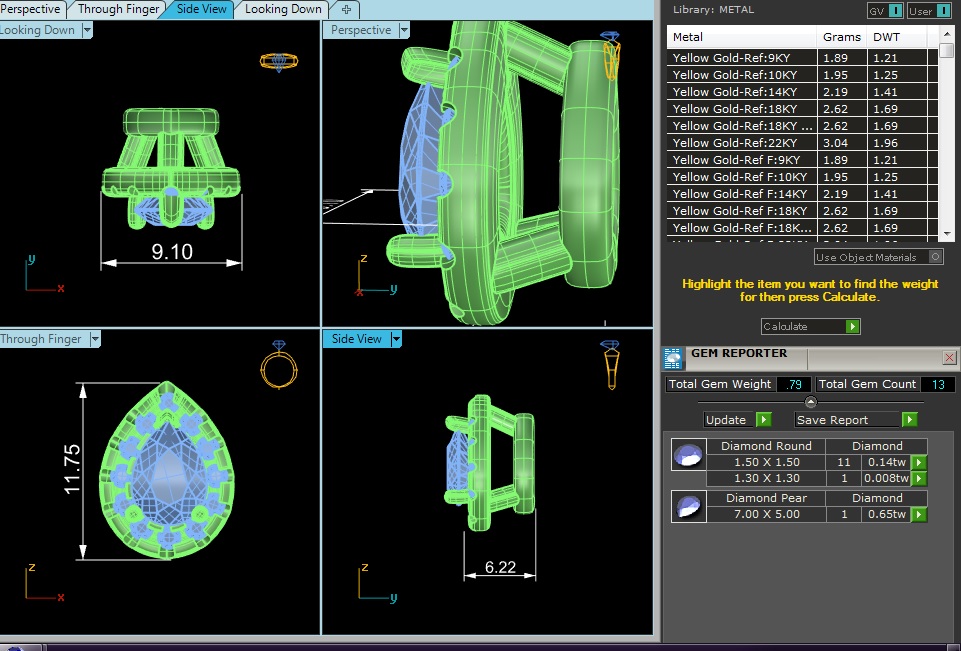 Perspective Through Finger Side View Looking Down
Looking Down
Perspective
9.10
y
x
z
y
x
Through Finger
Side View
11.75
6.22
z
x
z
y
Library: METAL
GV I User I
Metal Grams DWT
Yellow Gold-Ref:9KY 1.89 1.21
Yellow Gold-Ref:10KY 1.95 1.25
Yellow Gold-Ref:14KY 2.19 1.41
Yellow Gold-Ref:18KY 2.62 1.69
Yellow Gold-Ref:18KY ... 2.62 1.69
Yellow Gold-Ref:22KY 3.04 1.96
Yellow Gold-Ref F:9KY 1.89 1.21
Yellow Gold-Ref F:10KY 1.95 1.25
Yellow Gold-Ref F:14KY 2.19 1.41
Yellow Gold-Ref F:18KY 2.62 1.69
Yellow Gold-Ref F:18K... 2.62 1.69
Use Object Materials
Highlight the item you want to find the weight
for then press Calculate.
Calculate
GEM REPORTER
Total Gem Weight .79 Total Gem Count 13
Update Save Report
Diamond Round Diamond
1.50 X 1.50 11 0.14tw
1.30 X 1.30 1 0.008tw
Diamond Pear Diamond
7.00 X 5.00 1 0.65tw